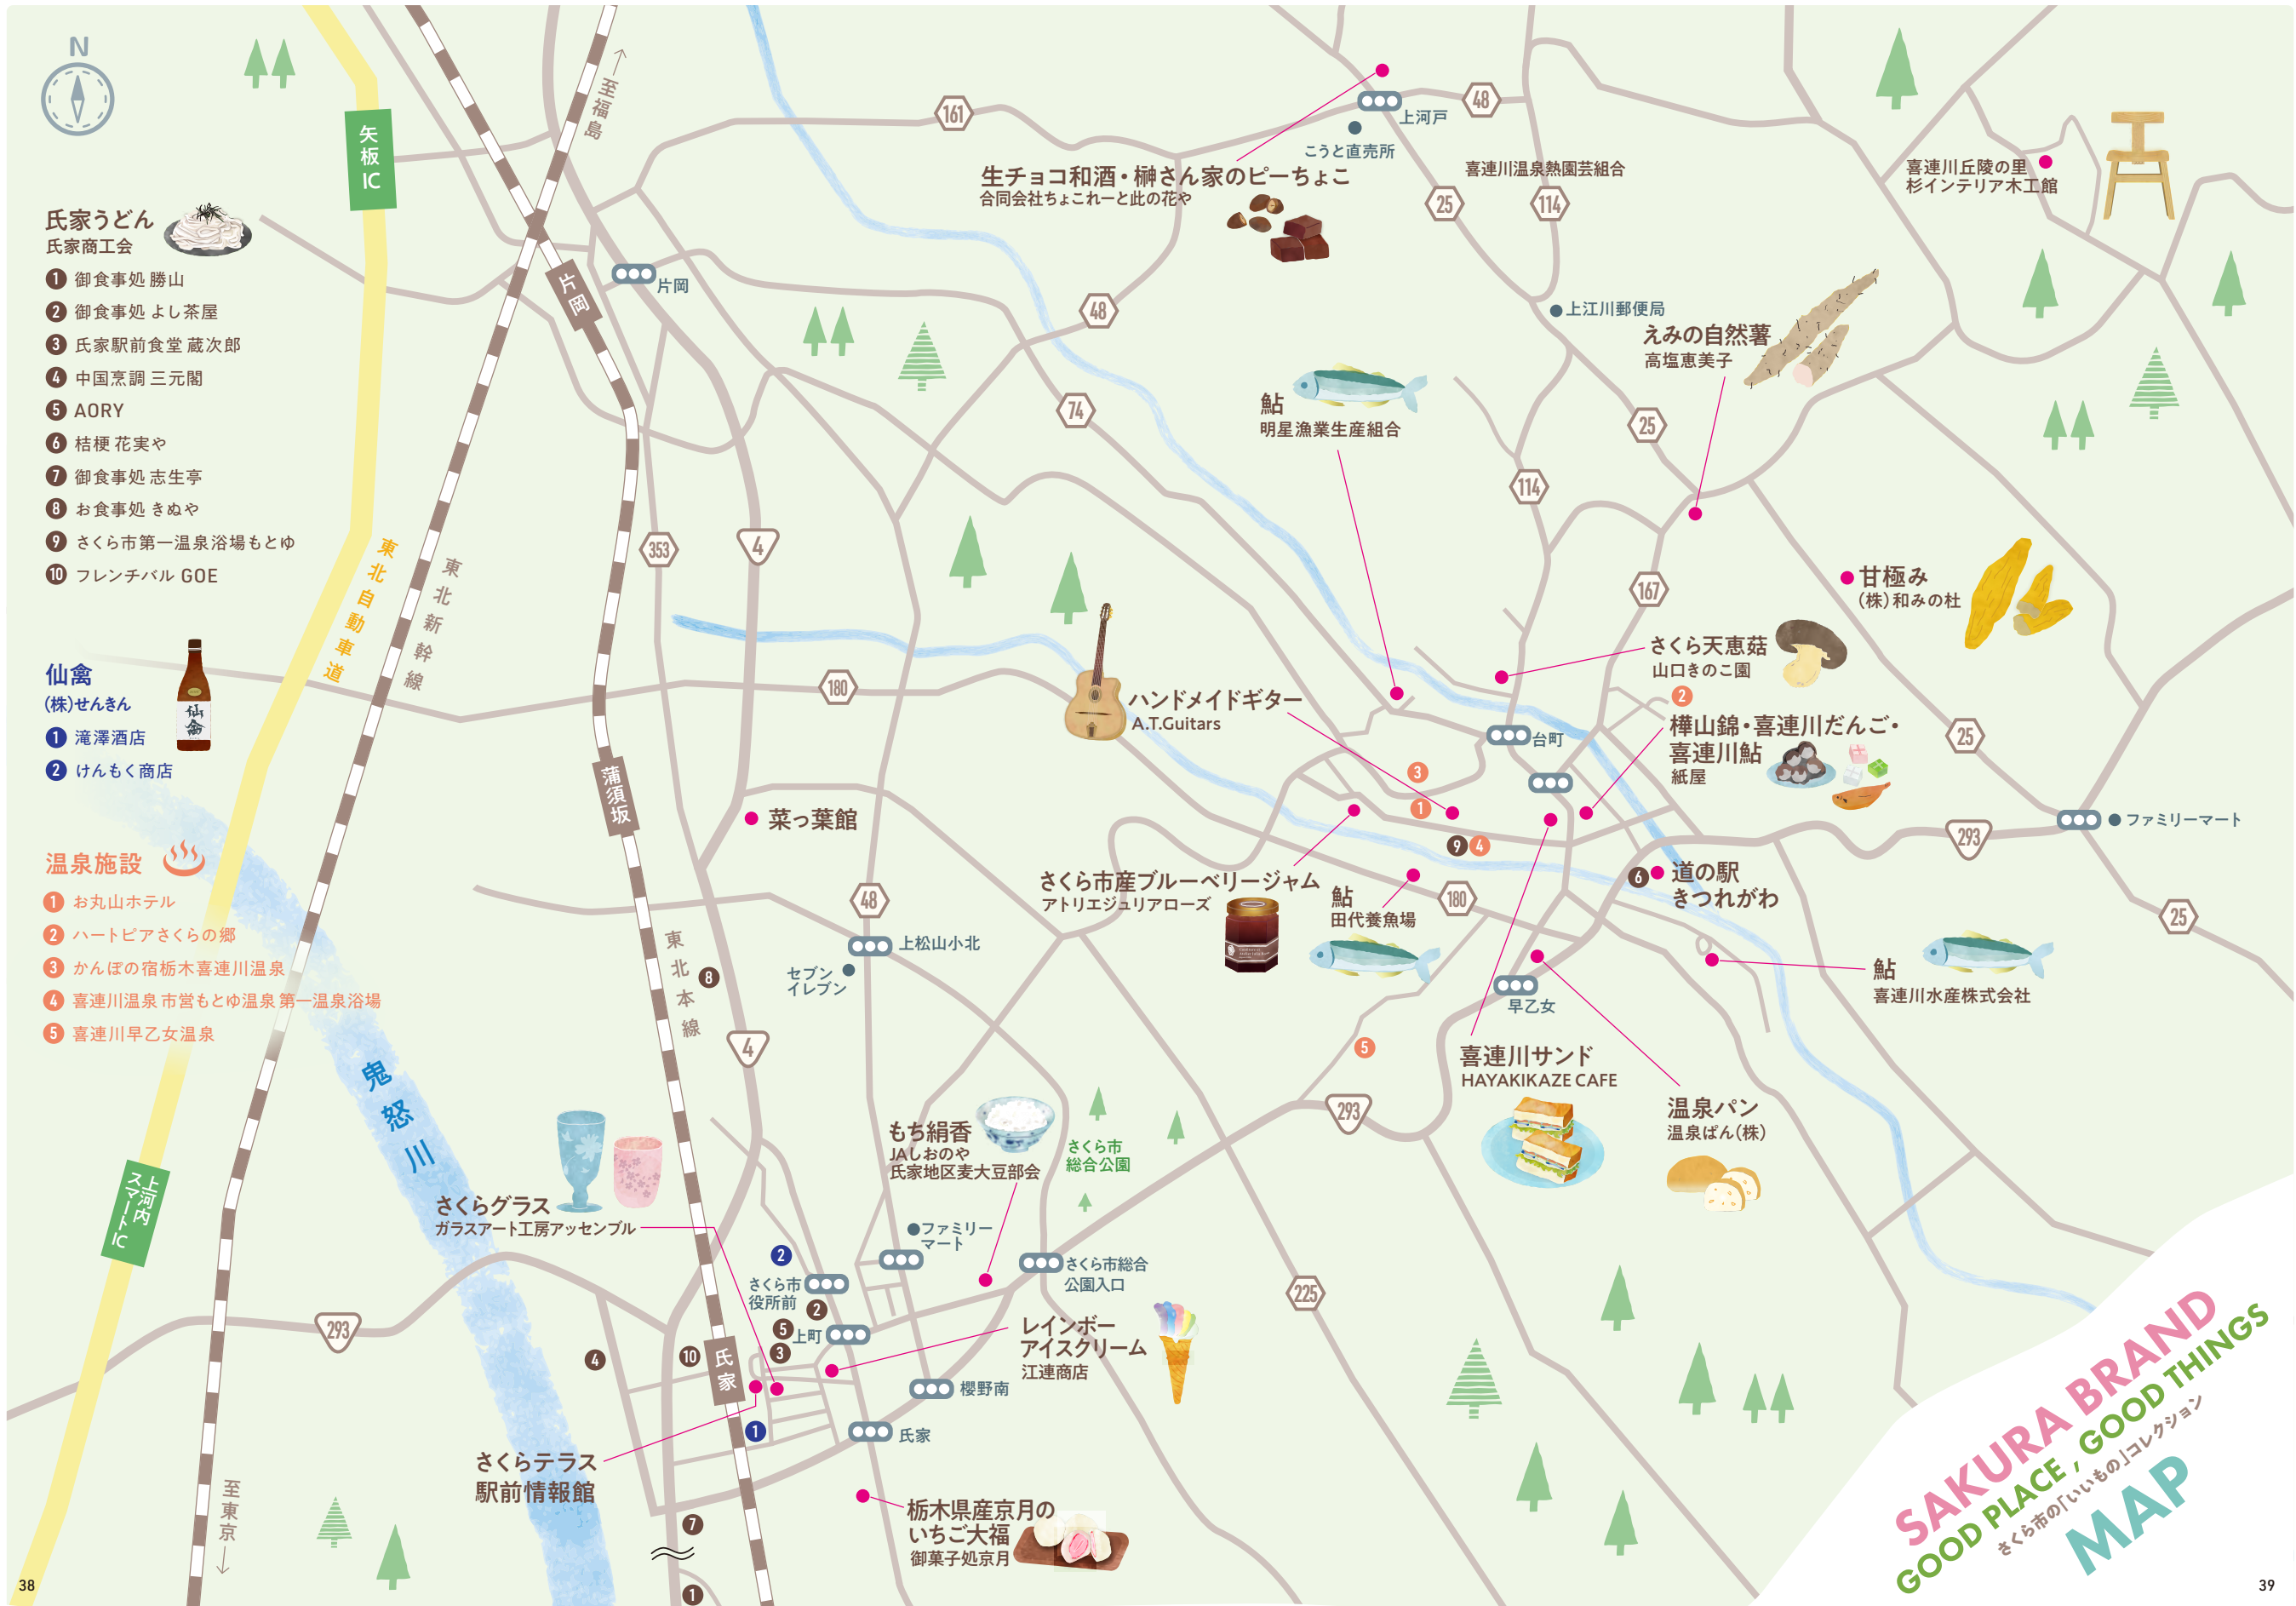 N
矢板IC
至福島
氏家うどん
氏家商工会
1 御食事処 勝山
2 御食事処 よし茶屋
3 氏家駅前食堂 蔵次郎
4 中国烹調 三元閣
5 AORY
6 桔梗 花実や
7 御食事処 志生亭
8 お食事処 きぬや
9 さくら市第一温泉浴場もとゆ
10 フレンチバル GOE
仙禽
(株)せんきん
1 滝澤酒店
2 けんもく商店
仙禽
温泉施設
1 お丸山ホテル
2 ハートピアさくらの郷
3 かんぽの宿栃木喜連川温泉
4 喜連川温泉 市営もとゆ温泉 第一温泉浴場
5 喜連川早乙女温泉
東北自動車道
東北新幹線
鬼怒川
上河内
スマートIC
至東京
片岡
片岡
161
48
上河戸
こうと直売所
生チョコ和酒・榊さん家のピーちょこ
合同会社ちょこれーと此の花や
喜連川温泉熱園芸組合
25
114
喜連川丘陵の里
杉インテリア木工館
48
上江川郵便局
えみの自然薯
高塩恵美子
74
鮎
明星漁業生産組合
25
114
353
4
167
甘極み
(株)和みの杜
さくら天恵菇
山口きのこ園
2
180
ハンドメイドギター
A.T.Guitars
樺山錦・喜連川だんご・
喜連川鮎
紙屋
台町
25
3
1
蒲須坂
菜っ葉館
293
ファミリーマート
9
4
さくら市産ブルーベリージャム
アトリエジュリアローズ
鮎
田代養魚場
180
6
道の駅
きつれがわ
25
48
上松山小北
セブン
イレブン
東北本線
8
早乙女
鮎
喜連川水産株式会社
4
5
喜連川サンド
HAYAKIKAZE CAFE
293
温泉パン
温泉ぱん(株)
もち絹香
JAしおのや
氏家地区麦大豆部会
さくら市
総合公園
さくらグラス
ガラスアート工房アッセンブル
ファミリー
マート
2
さくら市
役所前
2
さくら市総合
公園入口
225
293
5
上町
3
4
10
氏家
レインボー
アイスクリーム
江連商店
櫻野南
1
氏家
さくらテラス
駅前情報館
栃木県産京月の
いちご大福
御菓子処京月
7
1
SAKURA BRAND
GOOD PLACE , GOOD THINGS
さくら市の「いいもの」コレクション
MAP
38
39